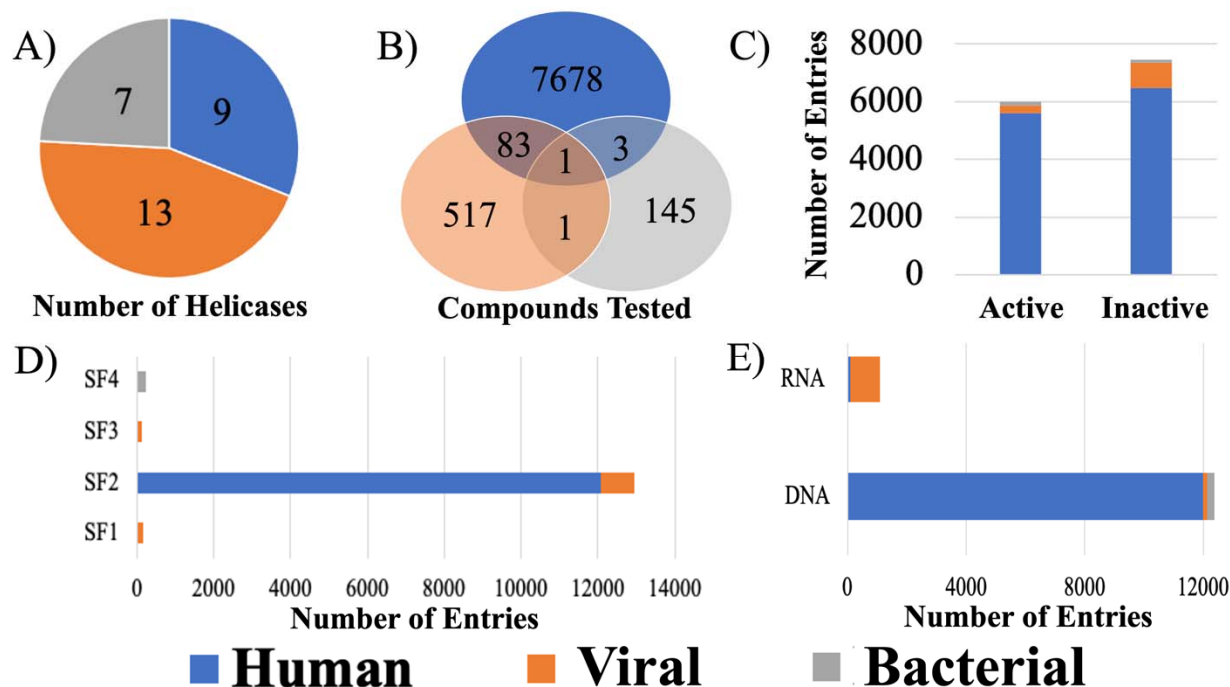 A)
7
9
13
Number of Helicases
B)
7678
83
1
3
517
1
145
Compounds Tested
C)
Number of Entries
8000
6000
4000
2000
0
Active Inactive
D)
SF4
SF3
SF2
SF1
0 2000 4000 6000 8000 10000 12000 14000
Number of Entries
E)
RNA
DNA
0 4000 8000 12000
Number of Entries
Human Viral Bacterial